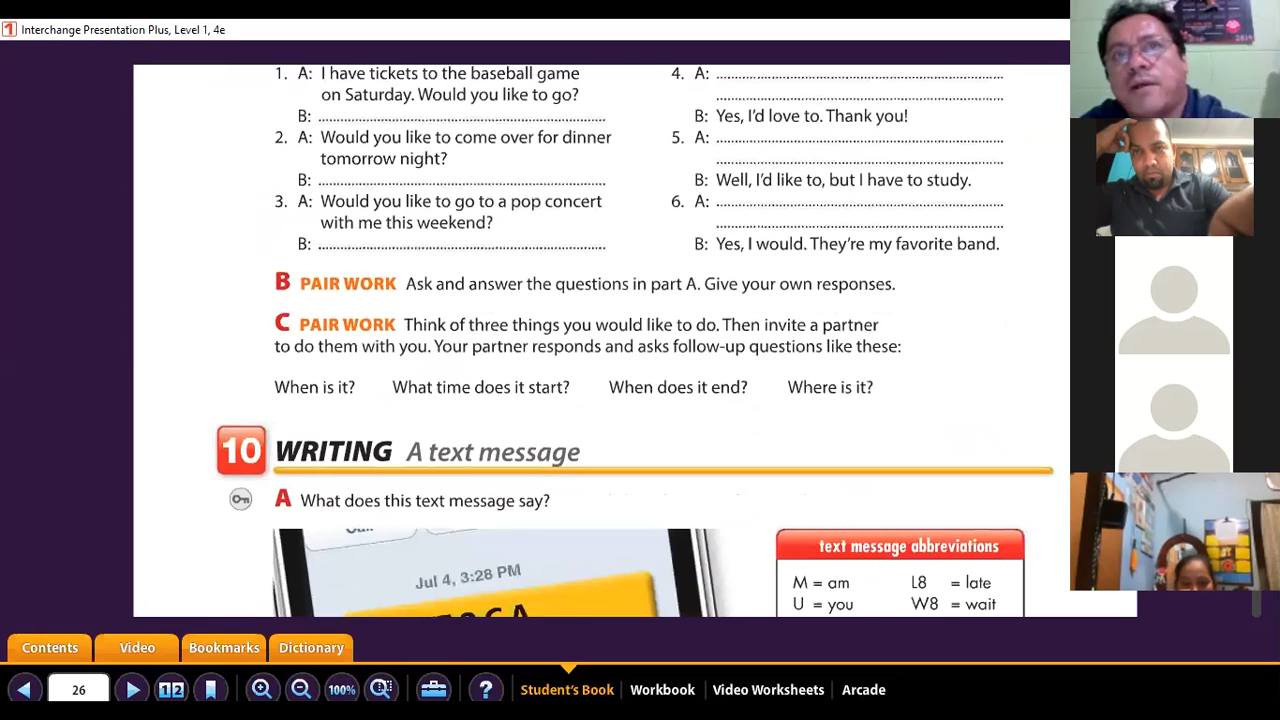 Interchange Presentation Plus, Level 1, 4e
1. A: I have tickets to the baseball game
on Saturday. Would you like to go?
B: ....................
2. A: Would you like to come over for dinner
tomorrow night?
B: ....................
3. A: Would you like to go to a pop concert
with me this weekend?
B: ....................
4. A: ....................
....................
B: Yes, I'd love to. Thank you!
5. A: ....................
....................
B: Well, I'd like to, but I have to study.
6. A: ....................
....................
B: Yes, I would. They're my favorite band.
B PAIR WORK Ask and answer the questions in part A. Give your own responses.
C PAIR WORK Think of three things you would like to do. Then invite a partner
to do them with you. Your partner responds and asks follow-up questions like these:
When is it? What time does it start? When does it end? Where is it?
10 WRITING A text message
A What does this text message say?
Jul 4, 3:28 PM
text message abbreviations
M = am L8 = late
U = you W8 = wait
Contents Video Bookmarks Dictionary
26 12 100% ? Student's Book Workbook Video Worksheets Arcade